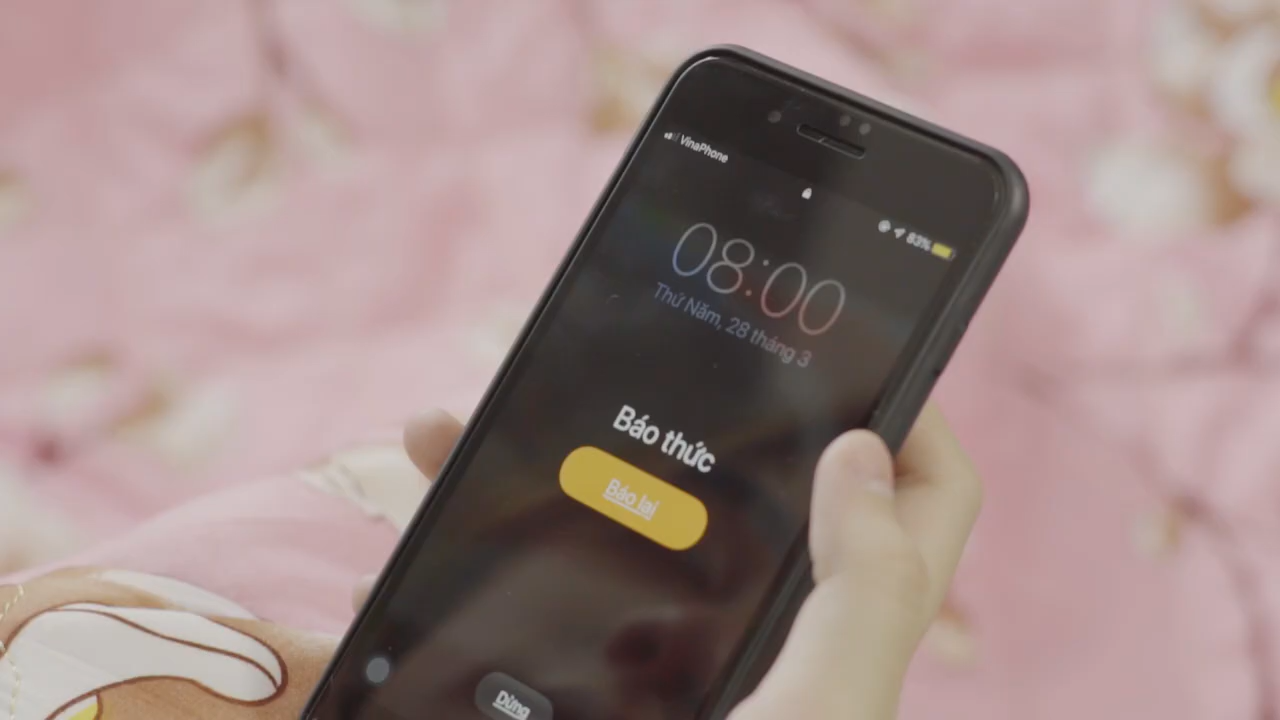 VinaPhone
83%
08:00
Thứ Năm, 28 tháng 3
Báo thức
Báo lại
Dừng